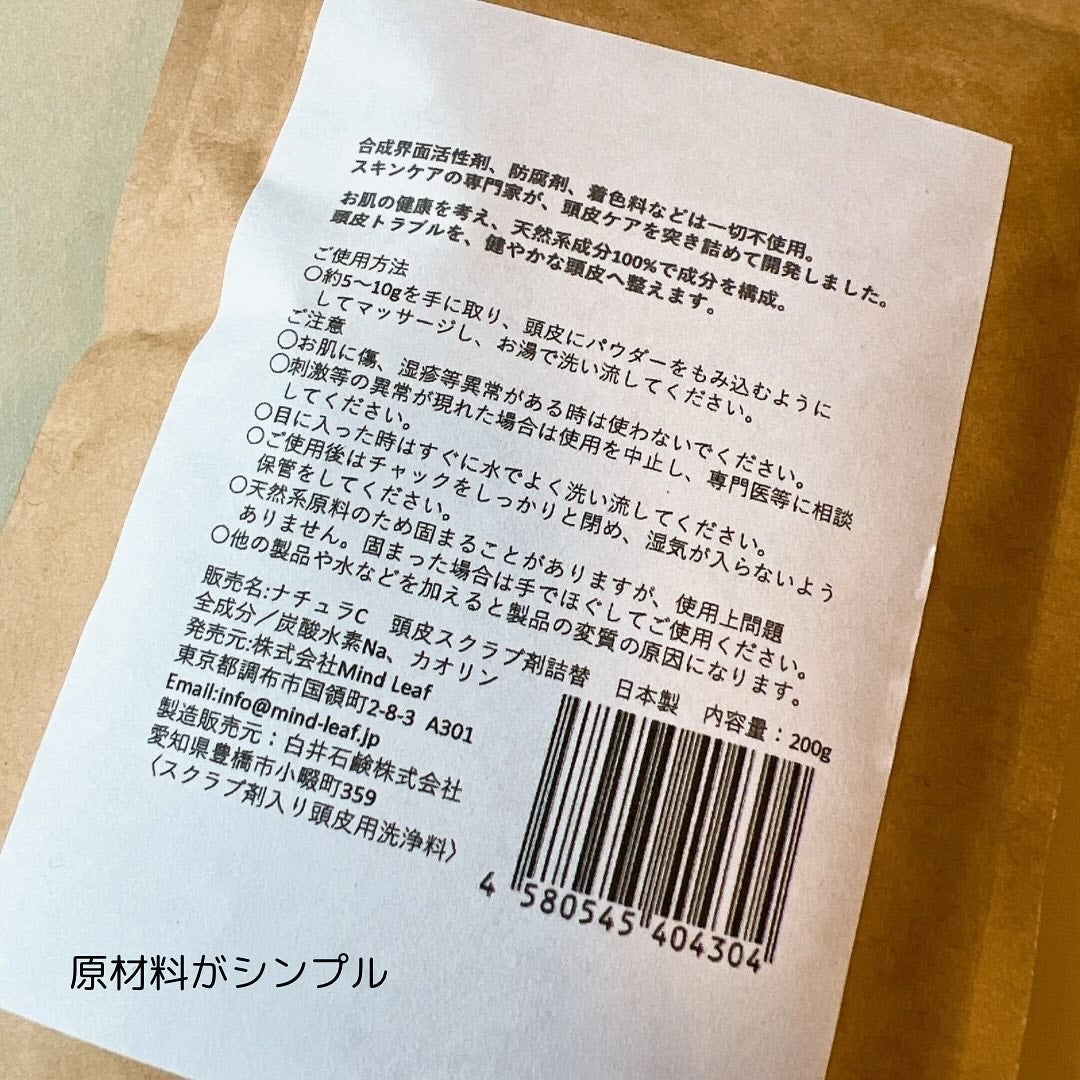 合成界面活性剤、防腐剤、着色料などは一切不使用。
スキンケアの専門家が、頭皮ケアを突き詰めて開発しました。
お肌の健康を考え、天然系成分100%で成分を構成。
頭皮トラブルを、健やかな頭皮へ整えます。
ご使用方法
○約5〜10gを手に取り、頭皮にパウダーをもみ込むように
してマッサージし、お湯で洗い流してください。
ご注意
○お肌に傷、湿疹等異常がある時は使わないでください。
○刺激等の異常が現れた場合は使用を中止し、専門医等に相談
してください。
○目に入った時はすぐに水でよく洗い流してください。
○ご使用後はチャックをしっかりと閉め、湿気が入らないよう
保管をしてください。
○天然系原料のため固まることがありますが、使用上問題
ありません。固まった場合は手でほぐしてご使用ください。
○他の製品や水などを加えると製品の変質の原因になります。
販売名:ナチュラC 頭皮スクラブ剤詰替 日本製 内容量：200g
全成分／炭酸水素Na、カオリン
発売元:株式会社Mind Leaf
東京都調布市国領町2-8-3 A301
Email:info@mind-leaf.jp
製造販売元：白井石鹸株式会社
愛知県豊橋市小畷町359
〈スクラブ剤入り頭皮用洗浄料〉
4 580545 404304
原材料がシンプル